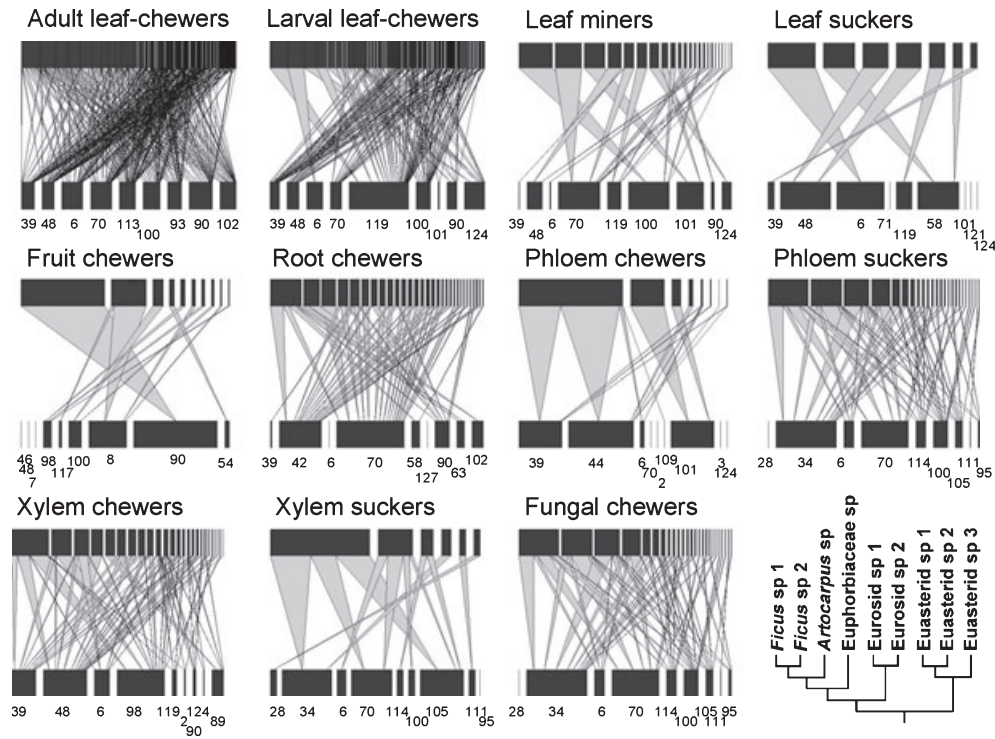 Adult leaf-chewers
Larval leaf-chewers
Leaf miners
Leaf suckers
39 48 6 70 113 100 93 90 102
39 48 6 70 119 100 101 90 124
39 48 6 70 119 100 101 90 124
39 48 6 71 119 58 101 121 124
Fruit chewers
Root chewers
Phloem chewers
Phloem suckers
46 48 7 98 117 100 8 90 54
39 42 6 70 58 127 90 63 102
39 44 6 70 2 109 101 3 124
28 34 6 70 114 100 105 111 95
Xylem chewers
Xylem suckers
Fungal chewers
39 48 6 98 119 2 90 124 89
28 34 6 70 114 100 105 111 95
28 34 6 70 114 100 105 111 95
Ficus sp 1
Ficus sp 2
Artocarpus sp
Euphorbiaceae sp
Eurosid sp 1
Eurosid sp 2
Euasterid sp 1
Euasterid sp 2
Euasterid sp 3